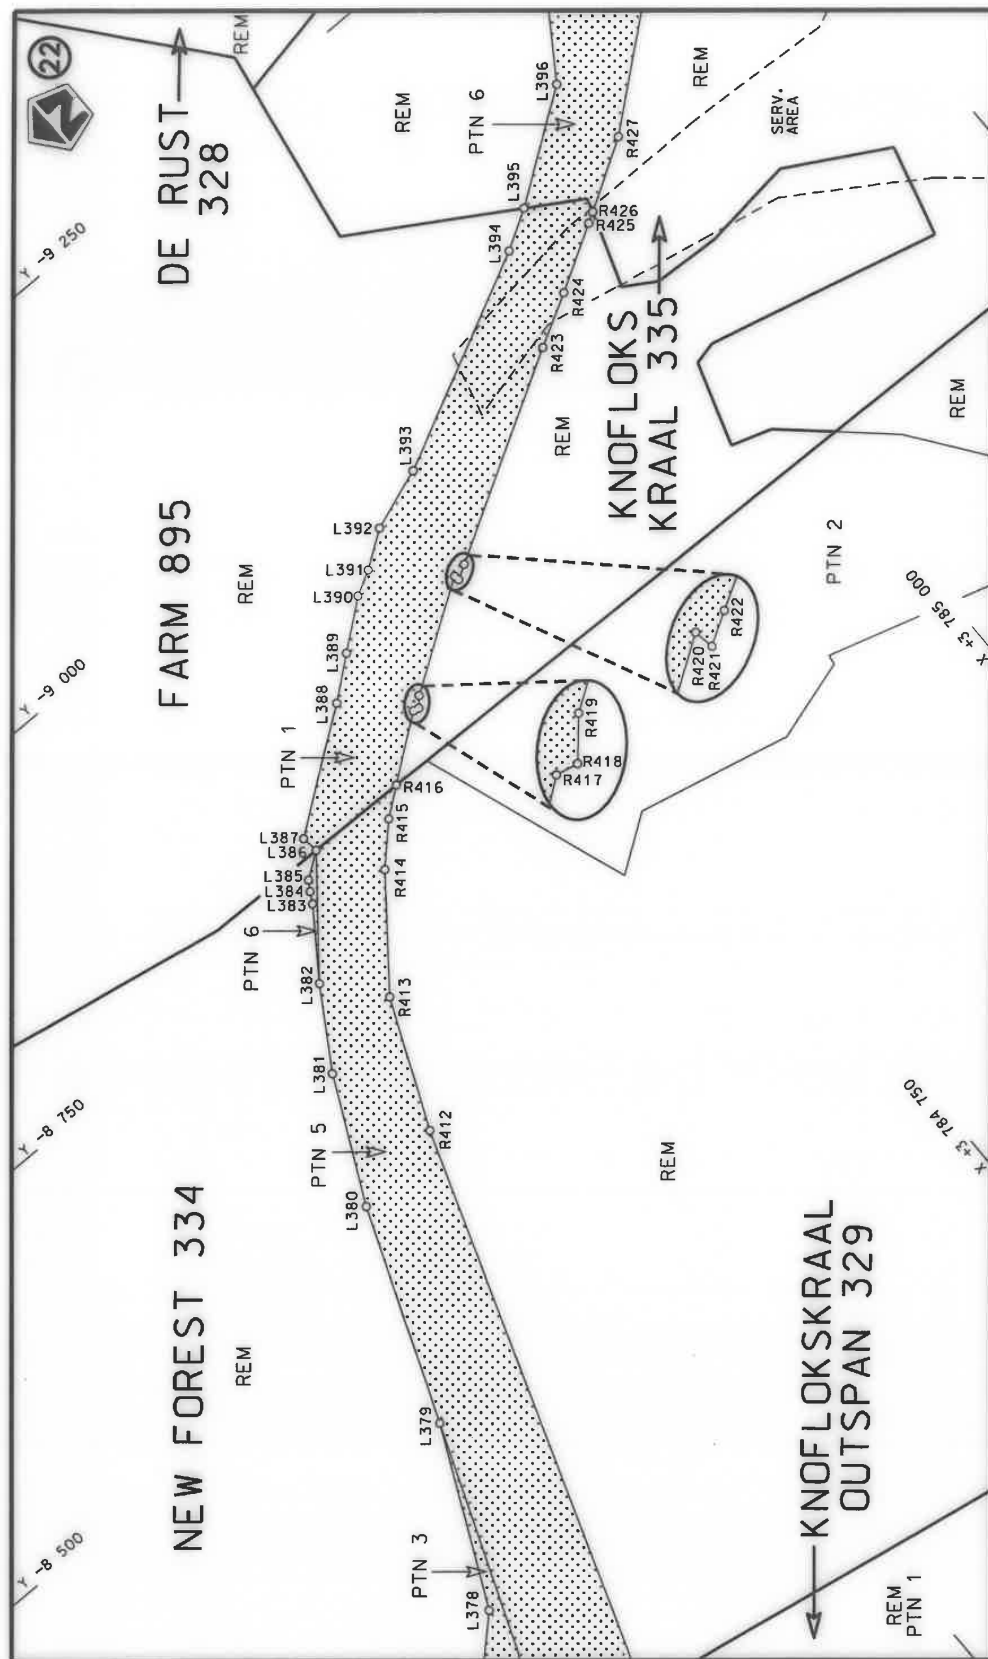 22
DE RUST
328
REM
REM
PTN 6
REM
SERV.
AREA
Y -9 250
L396
L395
L394
R427
R426
R425
R424
R423
KNOFLOKS
KRAAL 335
REM
REM
FARM 895
REM
L393
L392
L391
L390
L389
L388
PTN 2
X +3 785 000
Y -9 000
PTN 1
R420
R421
R422
R419
R418
R417
R416
R415
R414
R413
R412
L387
L386
L385
L384
L383
PTN 6
L382
L381
Y -8 750
PTN 5
L380
REM
X +3 784 750
NEW FOREST 334
REM
L379
PTN 3
L378
KNOFLOKSKRAAL
OUTSPAN 329
Y -8 500
REM
PTN 1